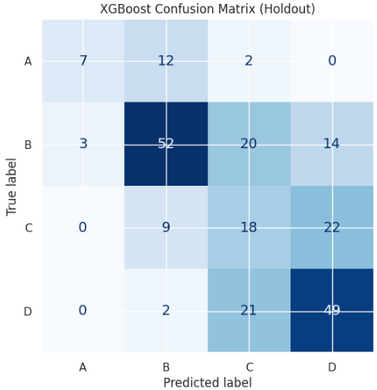 XGBoost Confusion Matrix (Holdout)
True label
A 7 12 2 0
B 3 52 20 14
C 0 9 18 22
D 0 2 21 49
A B C D
Predicted label